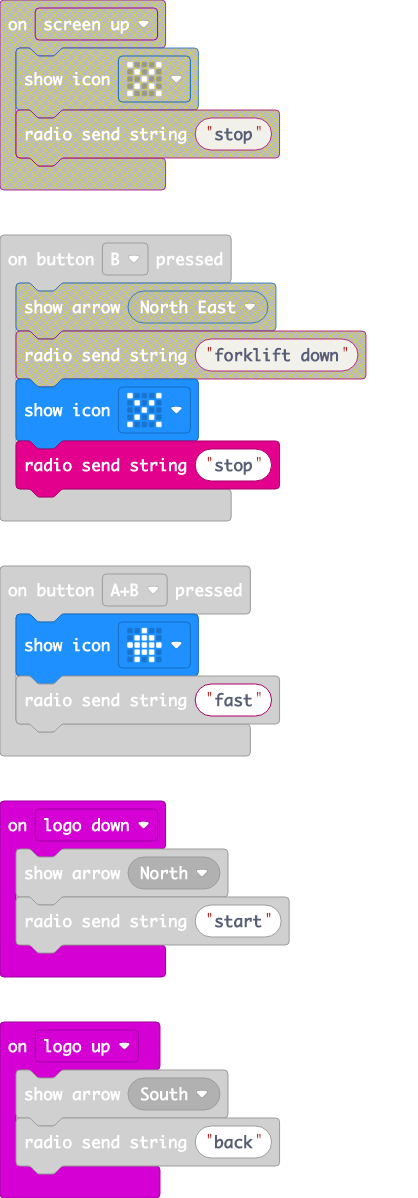 on screen up
show icon
radio send string "stop"
on button B pressed
show arrow North East
radio send string "forklift down"
show icon
radio send string "stop"
on button A+B pressed
show icon
radio send string "fast"
on logo down
show arrow North
radio send string "start"
on logo up
show arrow South
radio send string "back"